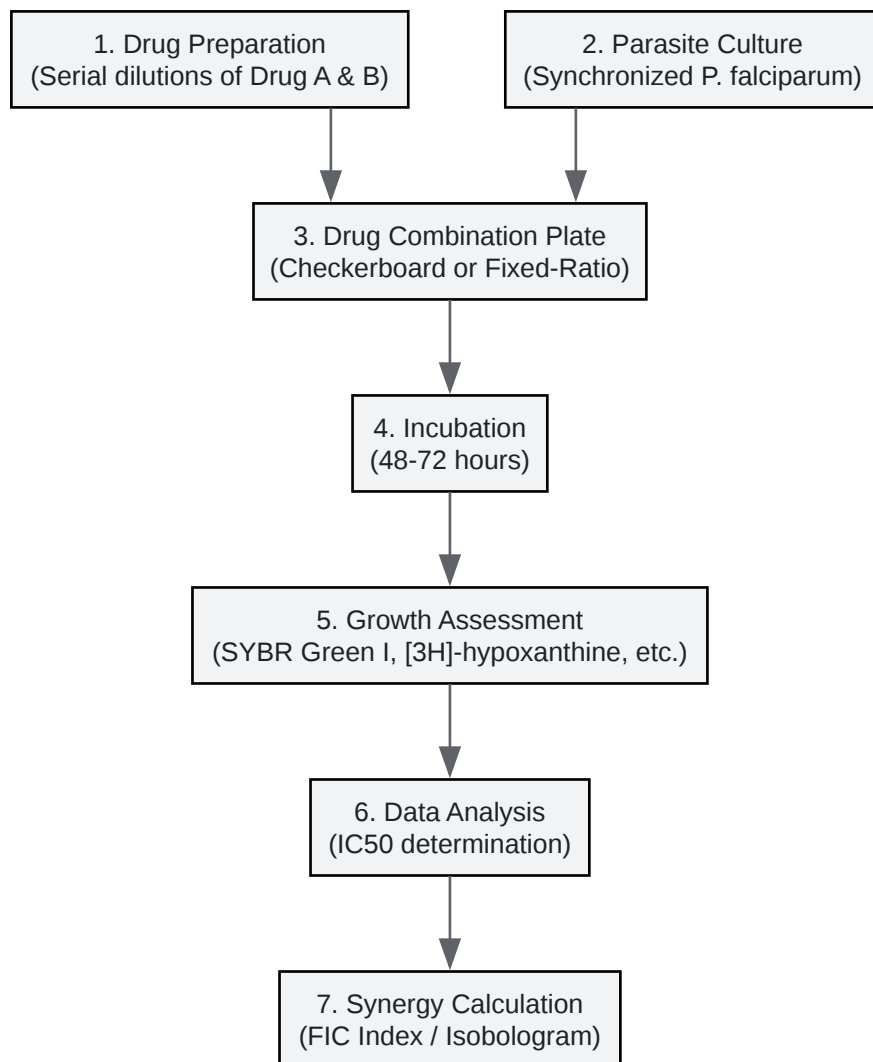 1. Drug Preparation
(Serial dilutions of Drug A & B)
2. Parasite Culture
(Synchronized P. falciparum)
3. Drug Combination Plate
(Checkerboard or Fixed-Ratio)
4. Incubation
(48-72 hours)
5. Growth Assessment
(SYBR Green I, [3H]-hypoxanthine, etc.)
6. Data Analysis
(IC50 determination)
7. Synergy Calculation
(FIC Index / Isobologram)